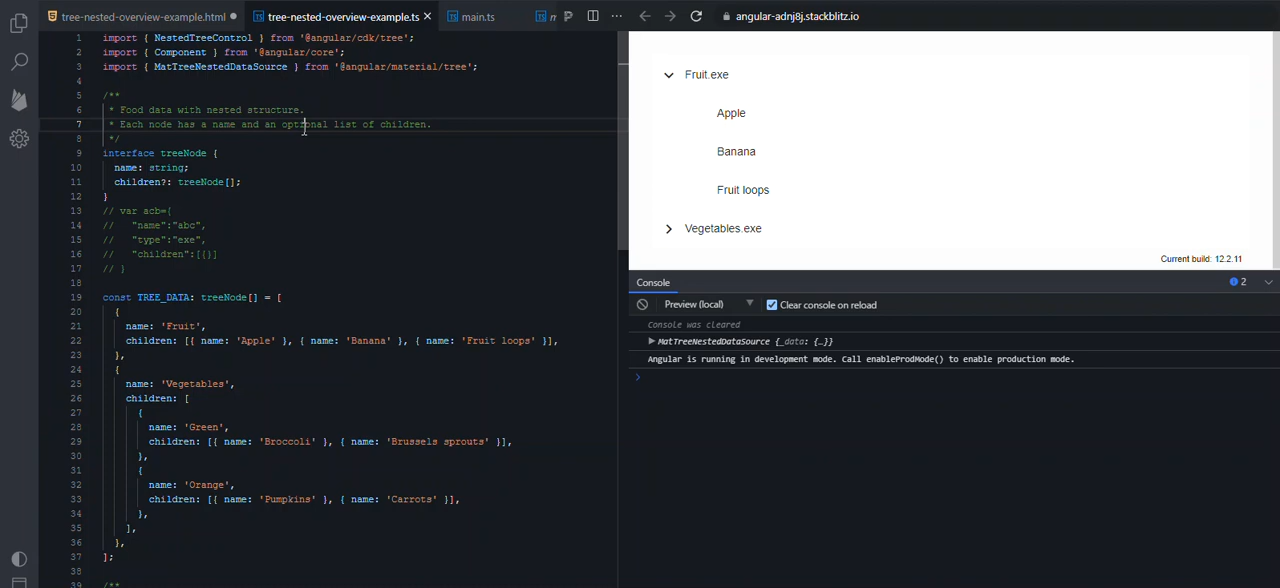 tree-nested-overview-example.html
tree-nested-overview-example.ts
main.ts
angular-adnj8j.stackblitz.io
1 import { NestedTreeControl } from '@angular/cdk/tree';
2 import { Component } from '@angular/core';
3 import { MatTreeNestedDataSource } from '@angular/material/tree';
4
5 /**
6 * Food data with nested structure.
7 * Each node has a name and an optional list of children.
8 */
9 interface treeNode {
10 name: string;
11 children?: treeNode[];
12 }
13 // var acb={
14 // "name":"abc",
15 // "type":"exe",
16 // "children":[{}]
17 // }
18
19 const TREE_DATA: treeNode[] = [
20 {
21 name: 'Fruit',
22 children: [{ name: 'Apple' }, { name: 'Banana' }, { name: 'Fruit loops' }],
23 },
24 {
25 name: 'Vegetables',
26 children: [
27 {
28 name: 'Green',
29 children: [{ name: 'Broccoli' }, { name: 'Brussels sprouts' }],
30 },
31 {
32 name: 'Orange',
33 children: [{ name: 'Pumpkins' }, { name: 'Carrots' }],
34 },
35 ],
36 },
37 ];
38
39 /**
Fruit.exe
Apple
Banana
Fruit loops
Vegetables.exe
Current build: 12.2.11
Console
2
Preview (local)
Clear console on reload
Console was cleared
MatTreeNestedDataSource {_data: {…}}
Angular is running in development mode. Call enableProdMode() to enable production mode.